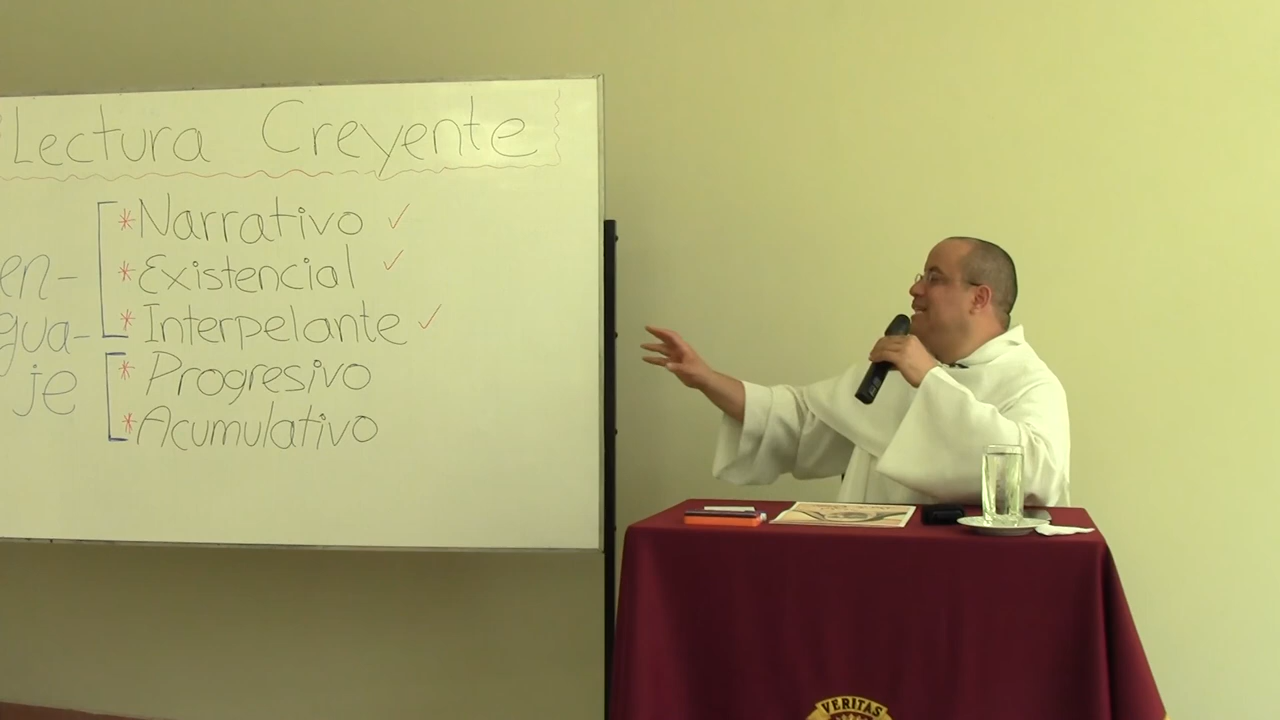 Lectura Creyente
* Narrativo ✓
* Existencial ✓
en-
* Interpelante ✓
gua-
* Progresivo
je
* Acumulativo
VERITAS